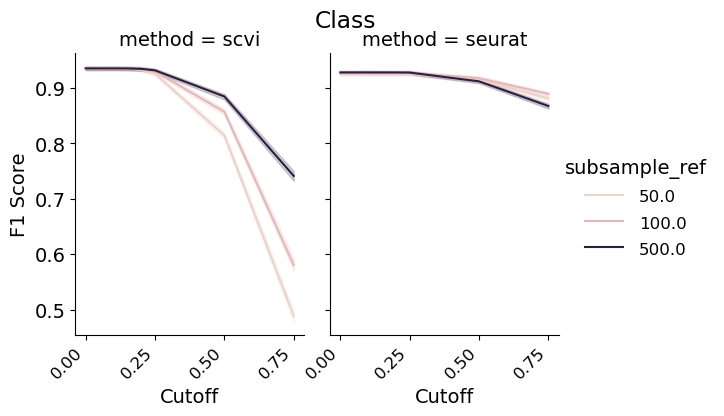 Class
method = scvi
method = seurat
F1 Score
0.9
0.8
0.7
0.6
0.5
0.00
0.25
0.50
0.75
Cutoff
0.00
0.25
0.50
0.75
Cutoff
subsample_ref
50.0
100.0
500.0